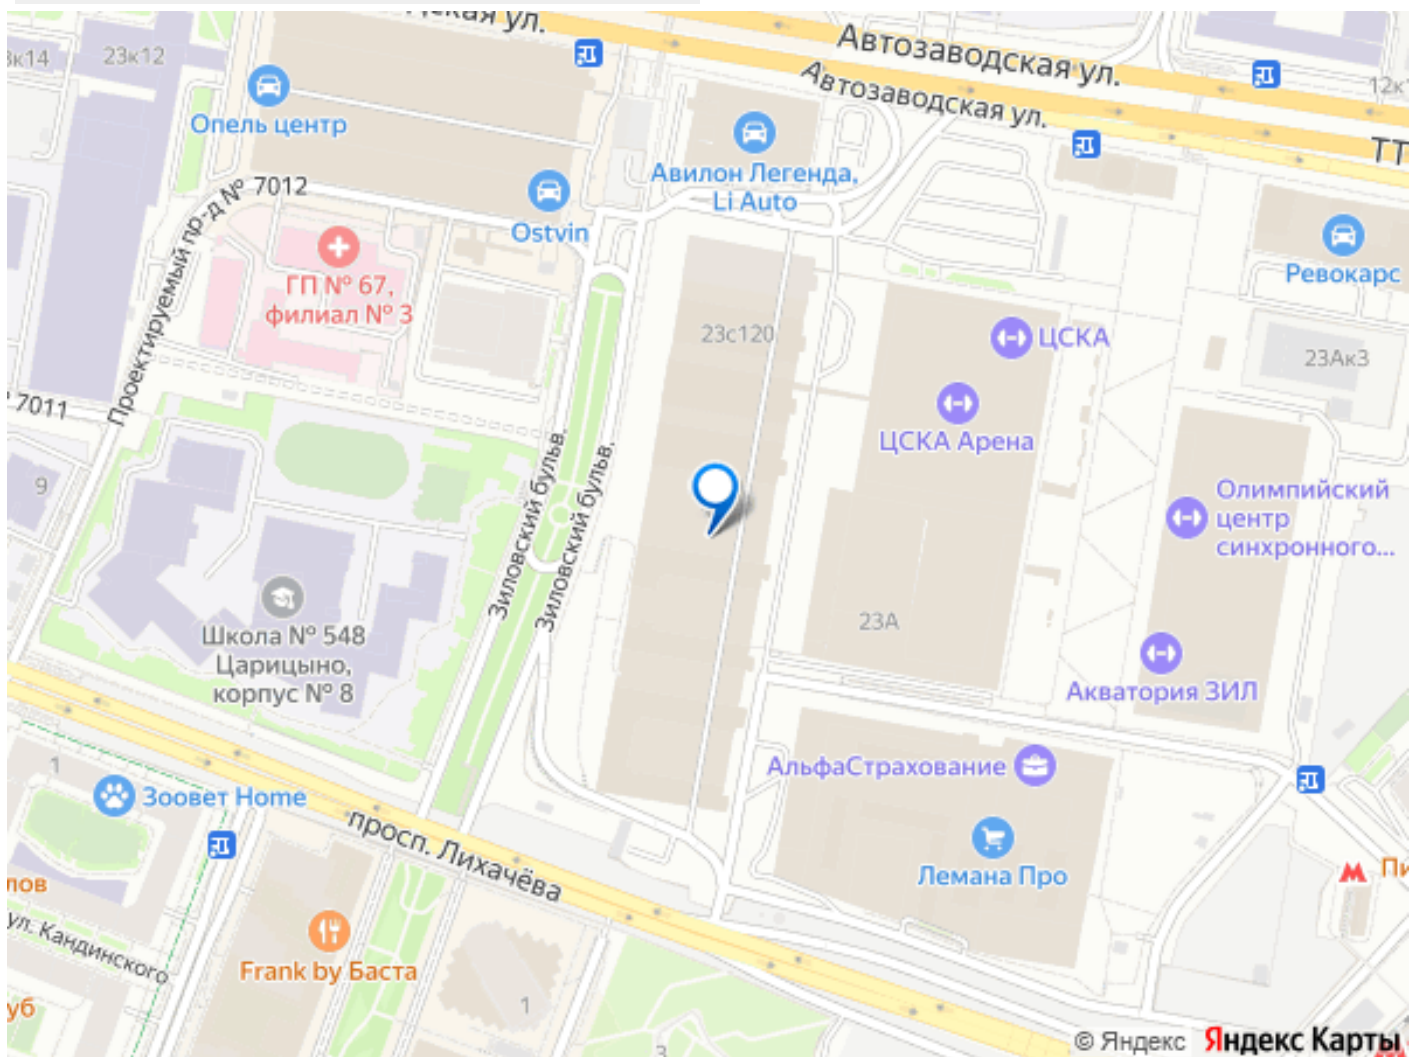 Автозаводская ул.
Автозаводская ул.
23к12
Опель центр
Авилон Легенда,
Li Auto
Проектируемый пр-д № 7012
Ostvin
ГП № 67,
филиал № 3
Ревокарс
23с120
ЦСКА
23Ак3
7011
ЦСКА Арена
9
Зиловский бульв.
Зиловский бульв.
Олимпийский
центр
синхронного...
23А
Школа № 548
Царицыно,
корпус № 8
Акватория ЗИЛ
АльфаСтрахование
1
Зоовет Home
просп. Лихачёва
Лемана Про
ул. Кандинского
Frank by Баста
1
3
© Яндекс Яндекс Карты